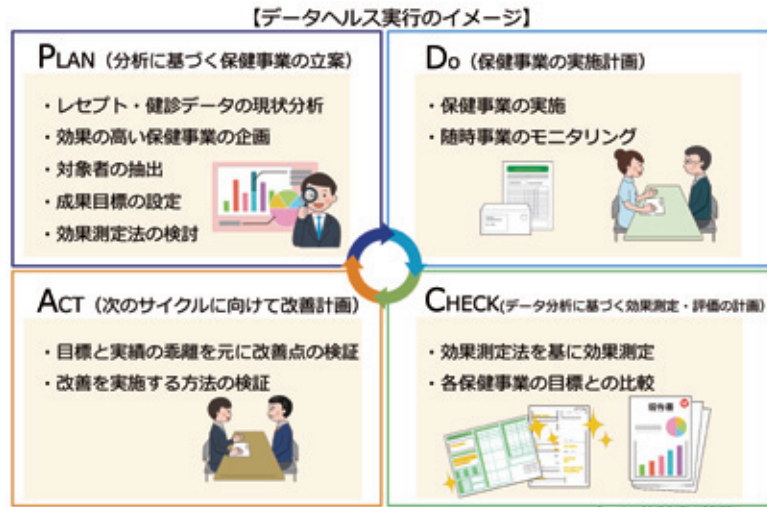 【データヘルス実行のイメージ】
PLAN（分析に基づく保健事業の立案）
・レセプト・健診データの現状分析
・効果の高い保健事業の企画
・対象者の抽出
・成果目標の設定
・効果測定法の検討
Do（保健事業の実施計画）
・保健事業の実施
・随時事業のモニタリング
ACT（次のサイクルに向けて改善計画）
・目標と実績の乖離を元に改善点の検証
・改善を実施する方法の検証
CHECK(データ分析に基づく効果測定・評価の計画)
・効果測定法を基に効果測定
・各保健事業の目標との比較
報告書